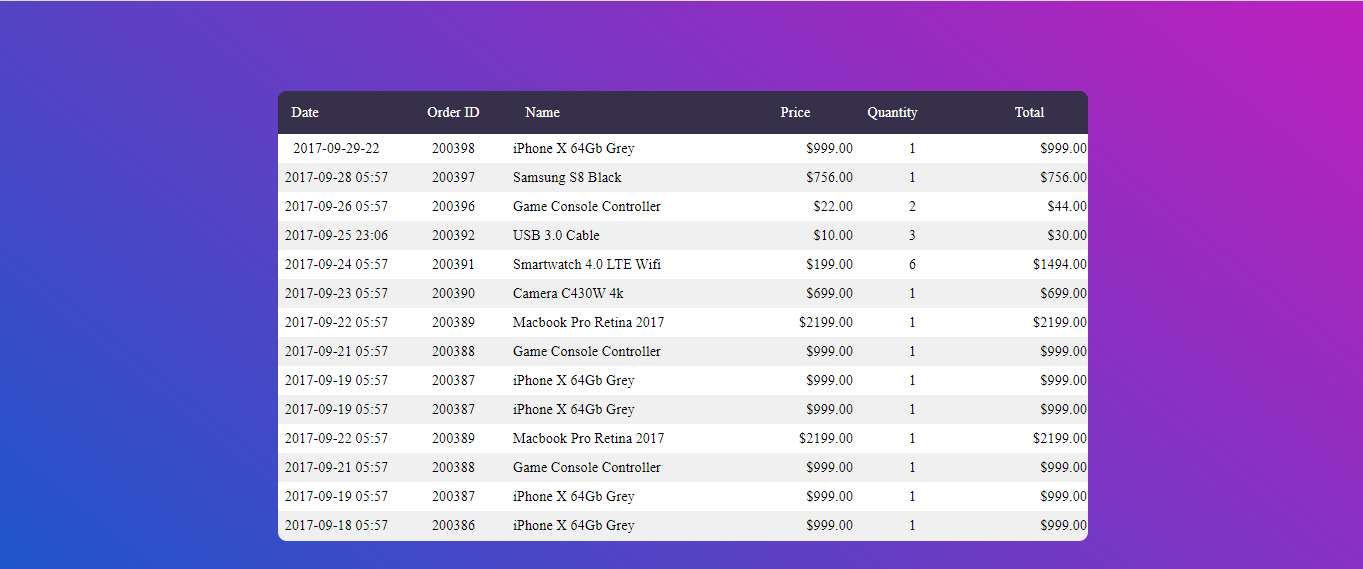 Date Order ID Name Price Quantity Total
2017-09-29-22 200398 iPhone X 64Gb Grey $999.00 1 $999.00
2017-09-28 05:57 200397 Samsung S8 Black $756.00 1 $756.00
2017-09-26 05:57 200396 Game Console Controller $22.00 2 $44.00
2017-09-25 23:06 200392 USB 3.0 Cable $10.00 3 $30.00
2017-09-24 05:57 200391 Smartwatch 4.0 LTE Wifi $199.00 6 $1494.00
2017-09-23 05:57 200390 Camera C430W 4k $699.00 1 $699.00
2017-09-22 05:57 200389 Macbook Pro Retina 2017 $2199.00 1 $2199.00
2017-09-21 05:57 200388 Game Console Controller $999.00 1 $999.00
2017-09-19 05:57 200387 iPhone X 64Gb Grey $999.00 1 $999.00
2017-09-19 05:57 200387 iPhone X 64Gb Grey $999.00 1 $999.00
2017-09-22 05:57 200389 Macbook Pro Retina 2017 $2199.00 1 $2199.00
2017-09-21 05:57 200388 Game Console Controller $999.00 1 $999.00
2017-09-19 05:57 200387 iPhone X 64Gb Grey $999.00 1 $999.00
2017-09-18 05:57 200386 iPhone X 64Gb Grey $999.00 1 $999.00